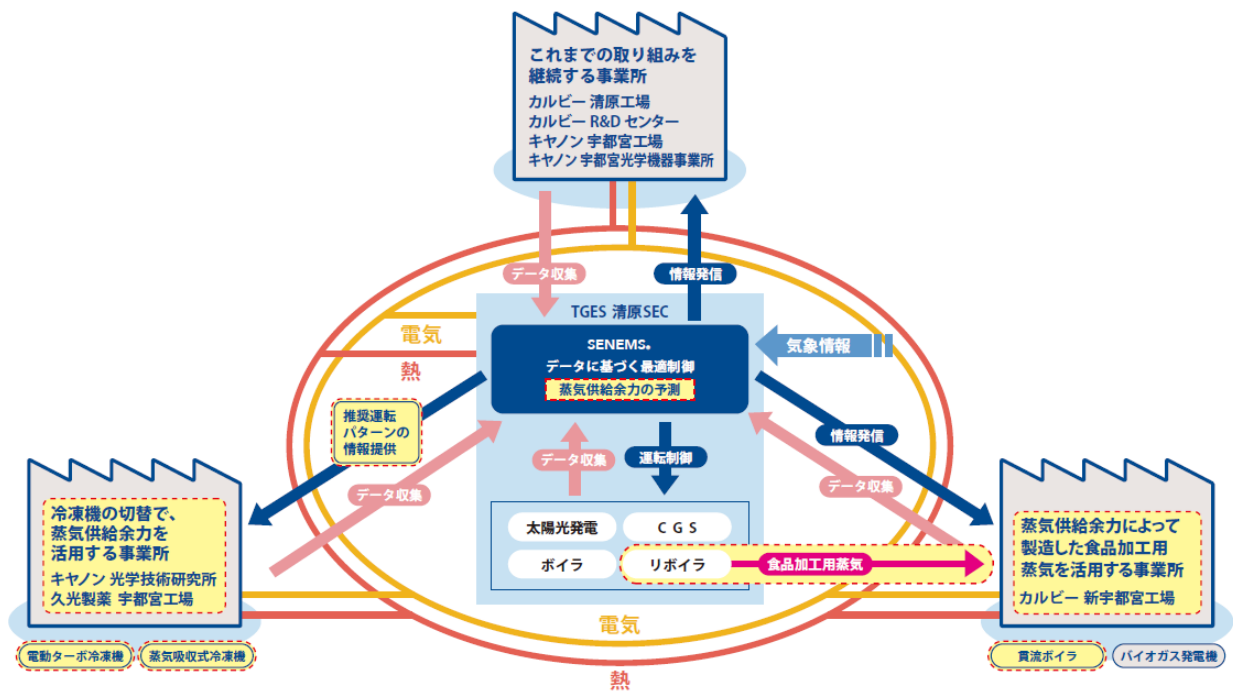 これまでの取り組みを
継続する事業所
カルビー 清原工場
カルビー R&D センター
キヤノン 宇都宮工場
キヤノン 宇都宮光学機器事業所
データ収集
情報発信
TGES 清原SEC
電気
熱
SENEMS®
データに基づく最適制御
蒸気供給余力の予測
気象情報
推奨運転
パターンの
情報提供
データ収集
データ収集
運転制御
情報発信
データ収集
冷凍機の切替で、
蒸気供給余力を
活用する事業所
キヤノン 光学技術研究所
久光製薬 宇都宮工場
電動ターボ冷凍機
蒸気吸収式冷凍機
太陽光発電
CGS
ボイラ
リボイラ
食品加工用蒸気
蒸気供給余力によって
製造した食品加工用
蒸気を活用する事業所
カルビー 新宇都宮工場
貫流ボイラ
バイオガス発電機
電気
熱